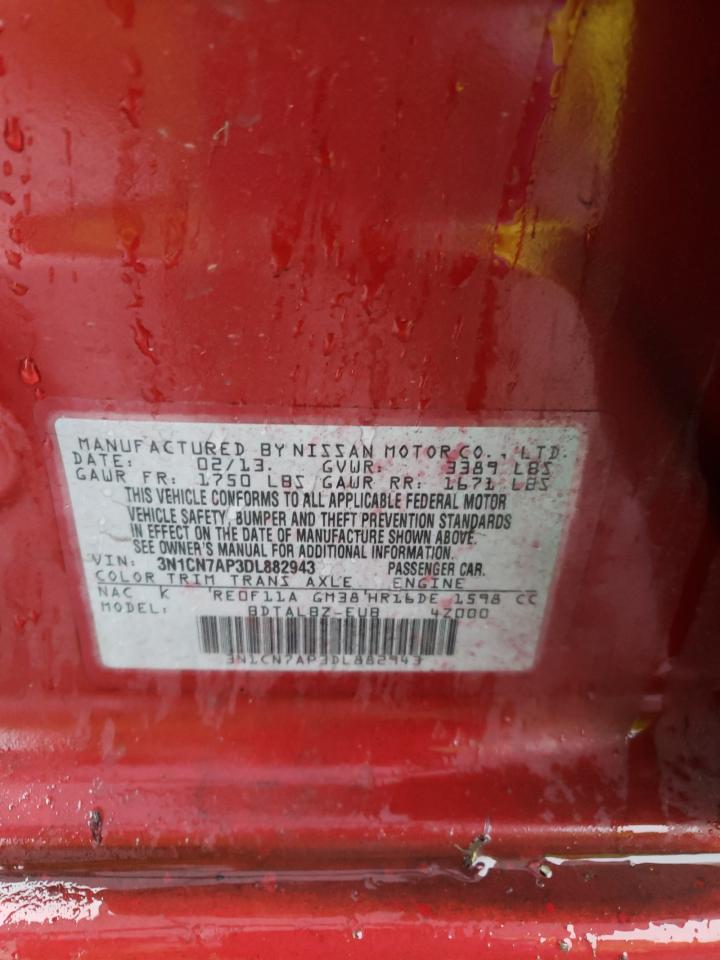 MANUFACTURED BY NISSAN MOTOR CO., LTD.
DATE: 02/13. GVWR: 3389 LBS
GAWR FR: 1750 LBS GAWR RR: 1671 LBS
THIS VEHICLE CONFORMS TO ALL APPLICABLE FEDERAL MOTOR
VEHICLE SAFETY, BUMPER AND THEFT PREVENTION STANDARDS
IN EFFECT ON THE DATE OF MANUFACTURE SHOWN ABOVE.
SEE OWNER'S MANUAL FOR ADDITIONAL INFORMATION.
VIN: 3N1CN7AP3DL882943 PASSENGER CAR.
COLOR TRIM TRANS AXLE ENGINE
NAC K RE0F11A GM38 HR16DE 1598 CC
MODEL: BDTALBZ-EUB 4Z000
3N1CN7AP3DL882943